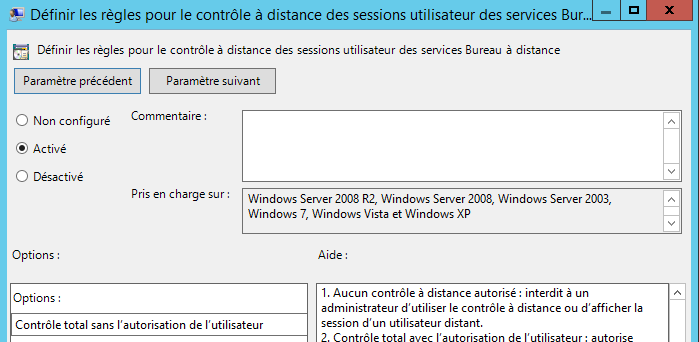 Définir les règles pour le contrôle à distance des sessions utilisateur des services Bur...
Définir les règles pour le contrôle à distance des sessions utilisateur des services Bureau à distance
Paramètre précédent
Paramètre suivant
Non configuré
Commentaire :
Activé
Désactivé
Pris en charge sur :
Windows Server 2008 R2, Windows Server 2008, Windows Server 2003,
Windows 7, Windows Vista et Windows XP
Options :
Aide :
Options :
Contrôle total sans l'autorisation de l'utilisateur
1. Aucun contrôle à distance autorisé : interdit à un
administrateur d'utiliser le contrôle à distance ou d'afficher la
session d'un utilisateur distant.
2. Contrôle total avec l'autorisation de l'utilisateur : autorise